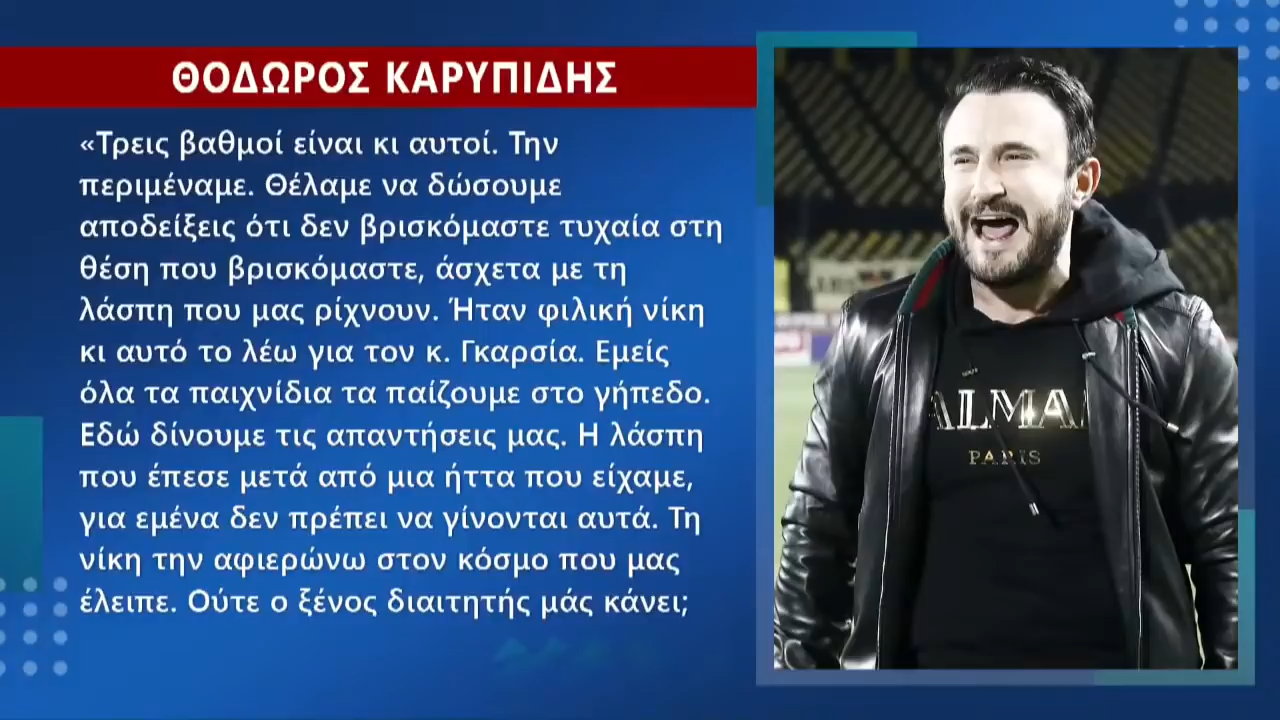 ΘΟΔΩΡΟΣ ΚΑΡΥΠΙΔΗΣ
«Τρεις βαθμοί είναι κι αυτοί. Την
περιμέναμε. Θέλαμε να δώσουμε
αποδείξεις ότι δεν βρισκόμαστε τυχαία στη
θέση που βρισκόμαστε, άσχετα με τη
λάσπη που μας ρίχνουν. Ήταν φιλική νίκη
κι αυτό το λέω για τον κ. Γκαρσία. Εμείς
όλα τα παιχνίδια τα παίζουμε στο γήπεδο.
Εδώ δίνουμε τις απαντήσεις μας. Η λάσπη
που έπεσε μετά από μια ήττα που είχαμε,
για εμένα δεν πρέπει να γίνονται αυτά. Τη
νίκη την αφιερώνω στον κόσμο που μας
έλειπε. Ούτε ο ξένος διαιτητής μάς κάνει;
ALMA
PARIS